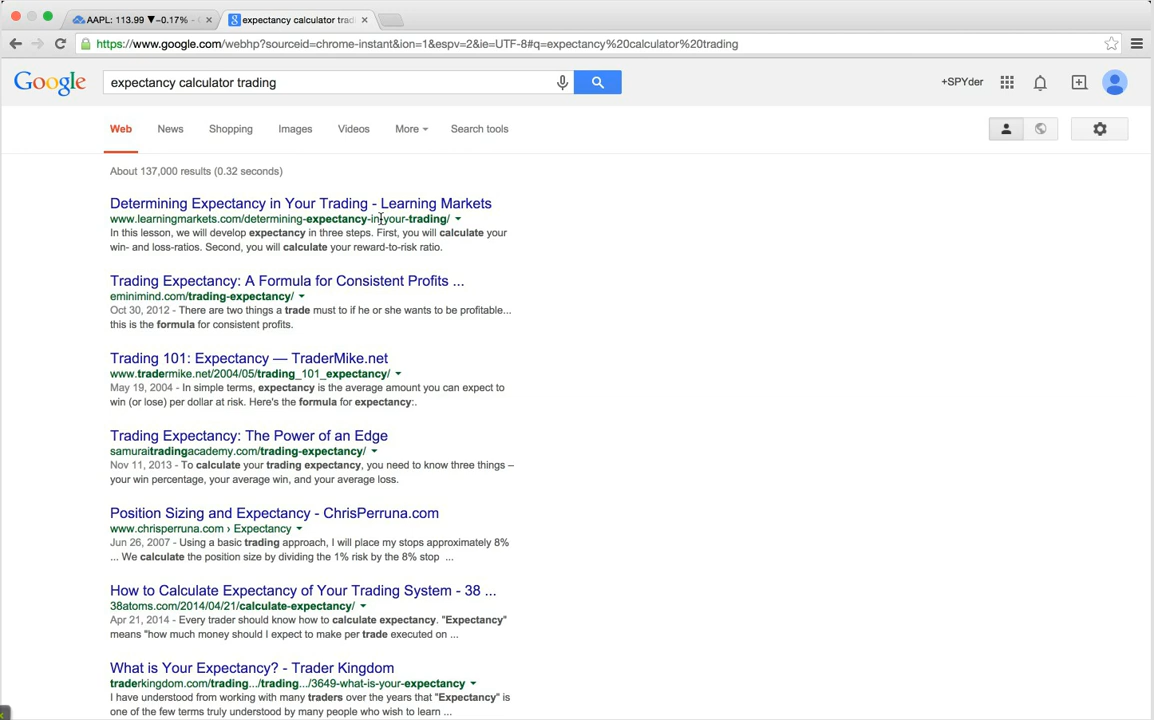 AAPL: 113.99 ▼−0.17% -
expectancy calculator tradi
https://www.google.com/webhp?sourceid=chrome-instant&ion=1&espv=2&ie=UTF-8#q=expectancy%20calculator%20trading
Google
expectancy calculator trading
+SPYder
Web News Shopping Images Videos More Search tools
About 137,000 results (0.32 seconds)
Determining Expectancy in Your Trading - Learning Markets
www.learningmarkets.com/determining-expectancy-in-your-trading/
In this lesson, we will develop expectancy in three steps. First, you will calculate your
win- and loss-ratios. Second, you will calculate your reward-to-risk ratio.
Trading Expectancy: A Formula for Consistent Profits ...
eminimind.com/trading-expectancy/
Oct 30, 2012 - There are two things a trade must to if he or she wants to be profitable...
this is the formula for consistent profits.
Trading 101: Expectancy — TraderMike.net
www.tradermike.net/2004/05/trading_101_expectancy/
May 19, 2004 - In simple terms, expectancy is the average amount you can expect to
win (or lose) per dollar at risk. Here's the formula for expectancy:.
Trading Expectancy: The Power of an Edge
samuraitradingacademy.com/trading-expectancy/
Nov 11, 2013 - To calculate your trading expectancy, you need to know three things –
your win percentage, your average win, and your average loss.
Position Sizing and Expectancy - ChrisPerruna.com
www.chrisperruna.com › Expectancy
Jun 26, 2007 - Using a basic trading approach, I will place my stops approximately 8%
... We calculate the position size by dividing the 1% risk by the 8% stop ...
How to Calculate Expectancy of Your Trading System - 38 ...
38atoms.com/2014/04/21/calculate-expectancy/
Apr 21, 2014 - Every trader should know how to calculate expectancy. "Expectancy"
means "how much money should I expect to make per trade executed on ...
What is Your Expectancy? - Trader Kingdom
traderkingdom.com/trading.../trading.../3649-what-is-your-expectancy
I have understood from working with many traders over the years that "Expectancy" is
one of the few terms truly understood by many people who wish to learn ...